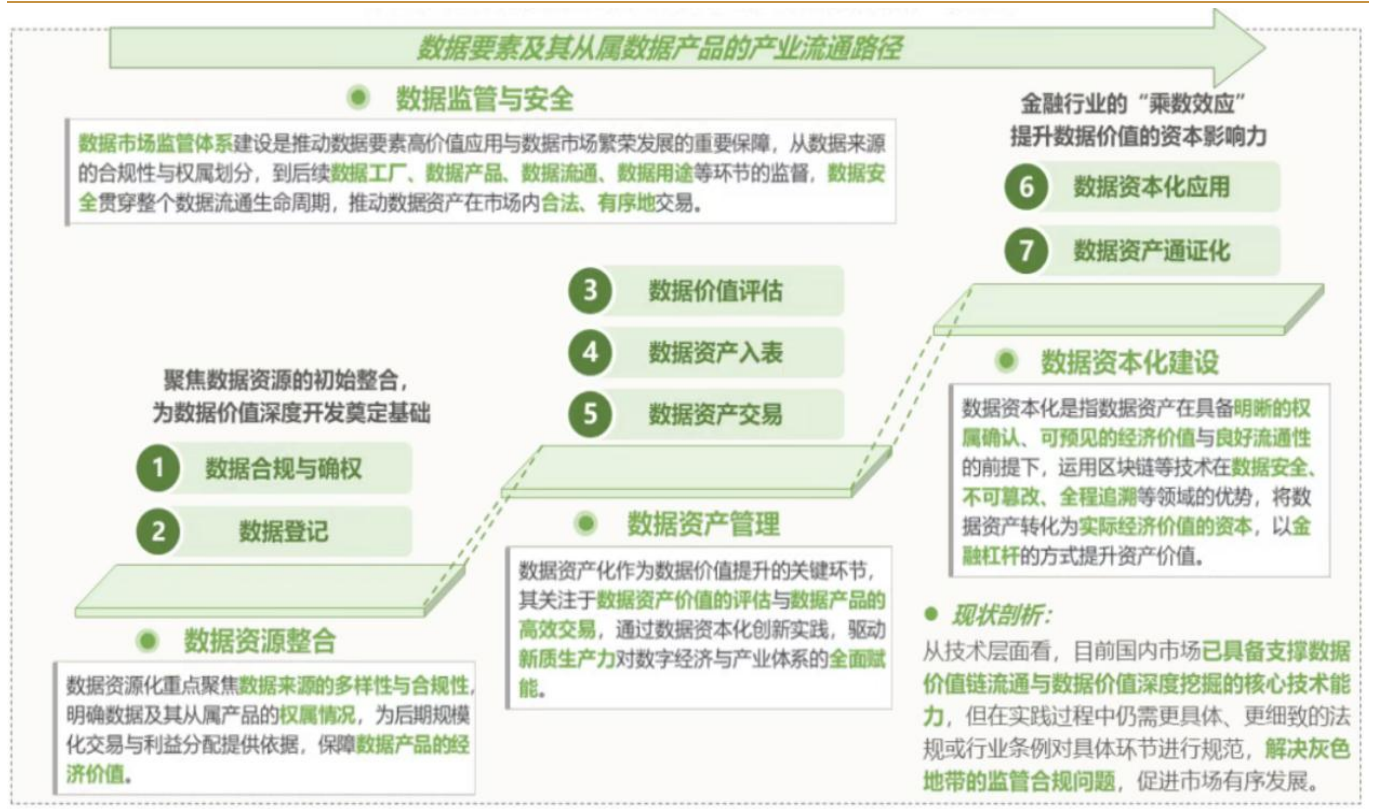 数据要素及其从属数据产品的产业流通路径
数据监管与安全
数据市场监管体系建设是推动数据要素高价值应用与数据市场繁荣发展的重要保障，从数据来源
的合规性与权属划分，到后续数据工厂、数据产品、数据流通、数据用途等环节的监督，数据安
全贯穿整个数据流通生命周期，推动数据资产在市场内合法、有序地交易。
金融行业的“乘数效应”
提升数据价值的资本影响力
6 数据资本化应用
7 数据资产通证化
3 数据价值评估
4 数据资产入表
5 数据资产交易
聚焦数据资源的初始整合，
为数据价值深度开发奠定基础
1 数据合规与确权
2 数据登记
数据资源整合
数据资源化重点聚焦数据来源的多样性与合规性,
明确数据及其从属产品的权属情况，为后期规模
化交易与利益分配提供依据，保障数据产品的经
济价值。
数据资产管理
数据资产化作为数据价值提升的关键环节，
其关注于数据资产价值的评估与数据产品的
高效交易，通过数据资本化创新实践，驱动
新质生产力对数字经济与产业体系的全面赋
能。
数据资本化建设
数据资本化是指数据资产在具备明晰的权
属确认、可预见的经济价值与良好流通性
的前提下，运用区块链等技术在数据安全、
不可篡改、全程追溯等领域的优势，将数
据资产转化为实际经济价值的资本，以金
融杠杆的方式提升资产价值。
现状剖析：
从技术层面看，目前国内市场已具备支撑数据
价值链流通与数据价值深度挖掘的核心技术能
力，但在实践过程中仍需更具体、更细致的法
规或行业条例对具体环节进行规范，解决灰色
地带的监管合规问题，促进市场有序发展。